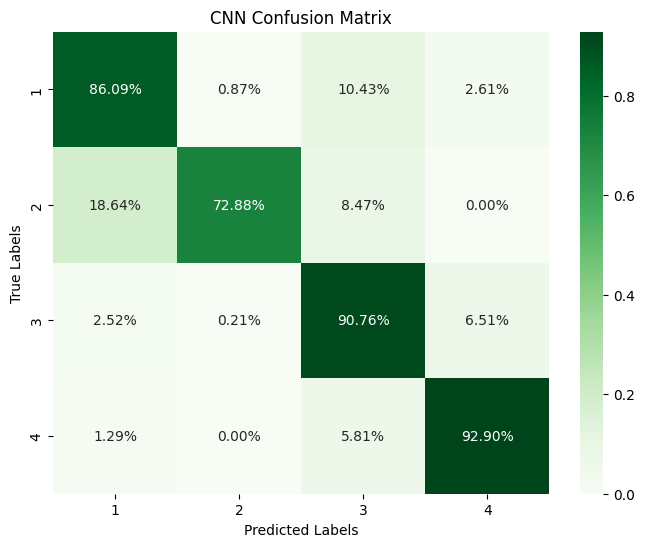 CNN Confusion Matrix
True Labels
1 86.09% 0.87% 10.43% 2.61%
2 18.64% 72.88% 8.47% 0.00%
3 2.52% 0.21% 90.76% 6.51%
4 1.29% 0.00% 5.81% 92.90%
1 2 3 4
Predicted Labels
0.8
0.6
0.4
0.2
0.0